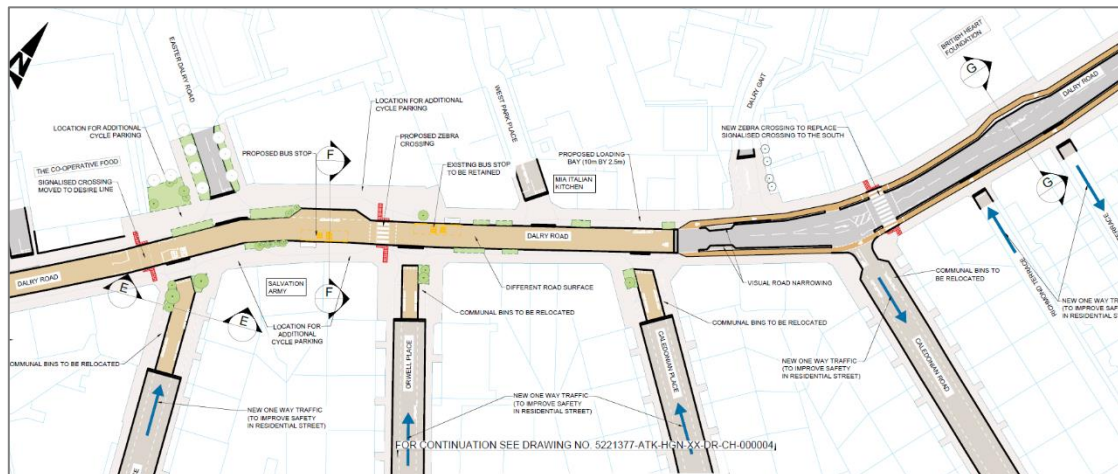 N
EASTER DALRY ROAD
LOCATION FOR ADDITIONAL
CYCLE PARKING
THE CO-OPERATIVE FOOD
SIGNALISED CROSSING
MOVED TO DESIRE LINE
PROPOSED BUS STOP
F
LOCATION FOR ADDITIONAL
CYCLE PARKING
PROPOSED ZEBRA
CROSSING
EXISTING BUS STOP
TO BE RETAINED
WEST PARK PLACE
MIA ITALIAN
KITCHEN
PROPOSED LOADING
BAY (10m BY 2.5m)
DALRY GAIT
NEW ZEBRA CROSSING TO REPLACE
SIGNALISED CROSSING TO THE SOUTH
BRITISH HEART
FOUNDATION
G
DALRY ROAD
G
DALRY ROAD
DALRY ROAD
E
E
SALVATION
ARMY
F
LOCATION FOR
ADDITIONAL
CYCLE PARKING
DIFFERENT ROAD SURFACE
VISUAL ROAD NARROWING
COMMUNAL BINS TO BE RELOCATED
COMMUNAL BINS TO BE RELOCATED
COMMUNAL BINS TO BE RELOCATED
COMMUNAL BINS
TO BE RELOCATED
RICHMOND TERRACE
NEW ONE WAY TRAFFIC
(TO IMPROVE SAF
IN RESIDENTIAL ST
NEW ONE WAY TRAFFIC
(TO IMPROVE SAFETY
IN RESIDENTIAL STREET)
NEW ONE WAY TRAFFIC
(TO IMPROVE SAFETY
IN RESIDENTIAL STREET)
NEW ONE WAY TRAFFIC
(TO IMPROVE SAFETY
IN RESIDENTIAL STREET)
ORWELL PLACE
CALEDONIAN PLACE
CALEDONIAN ROAD
FOR CONTINUATION SEE DRAWING NO. 5221377-ATK-HGN-XX-DR-CH-000004